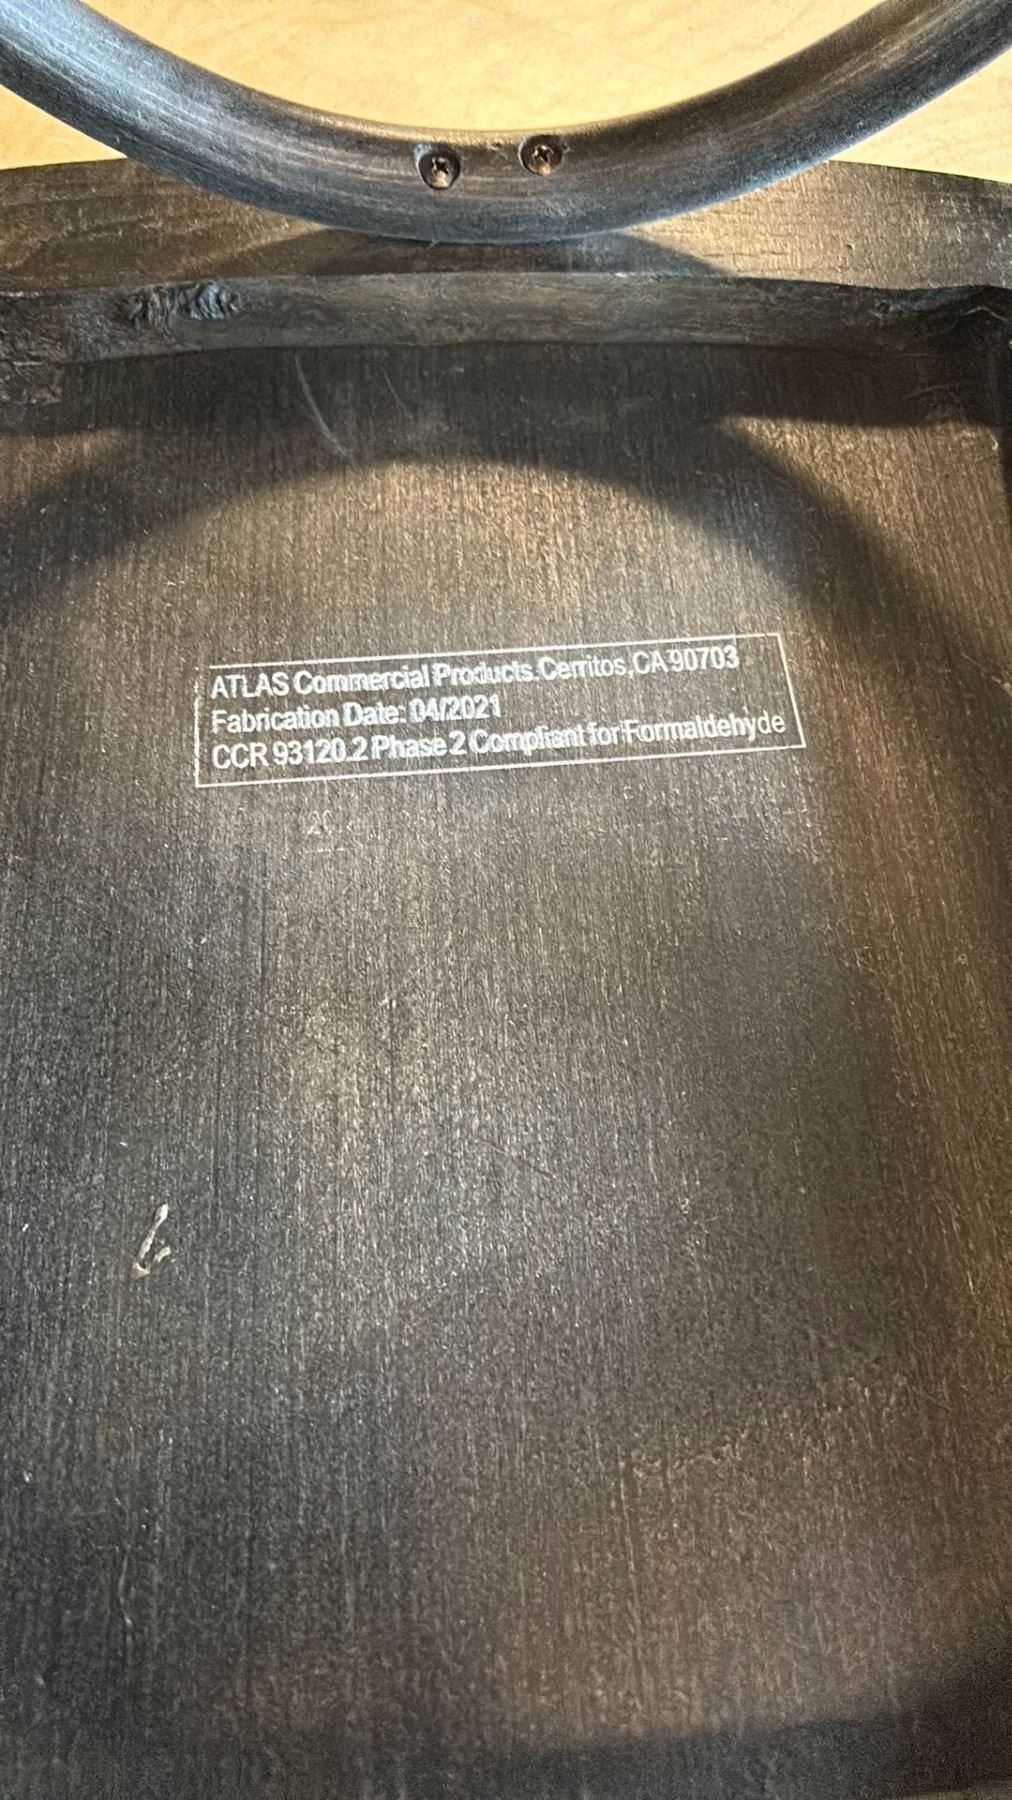 ATLAS Commercial Products. Cerritos, CA 90703
Fabrication Date: 04/2021
CCR 93120.2 Phase 2 Compliant for Formaldehyde